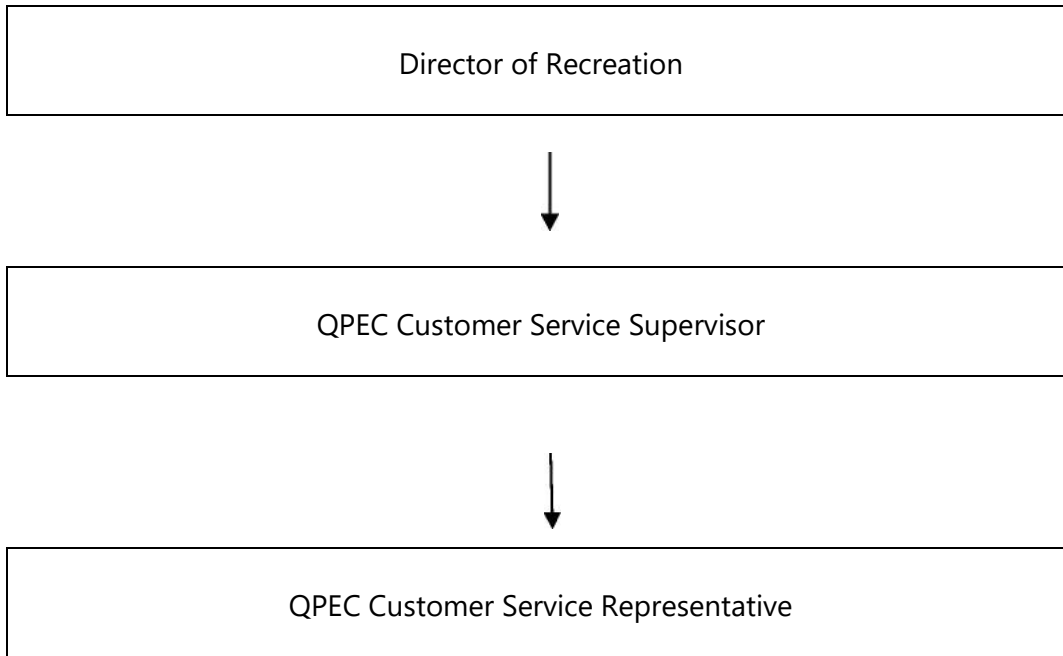 Director of Recreation
QPEC Customer Service Supervisor
QPEC Customer Service Representative